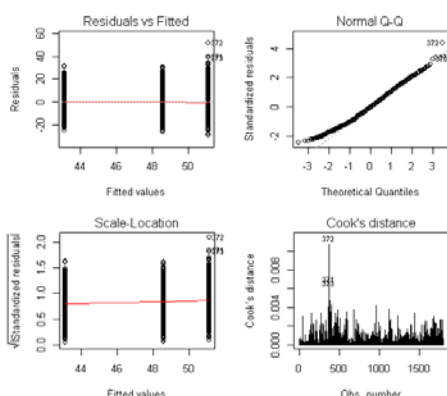 Residuals vs Fitted
Residuals
60
40
20
0
-20
372
44 46 48 50
Fitted values
Normal Q-Q
Standardized residuals
4
2
0
-2
372
-3 -2 -1 0 1 2 3
Theoretical Quantiles
Scale-Location
√|Standardized residuals|
2.0
1.5
1.0
0.5
0.0
372
44 46 48 50
Fitted values
Cook's distance
Cook's distance
0.008
0.004
0.000
372
0 500 1000 1500
Obs. number